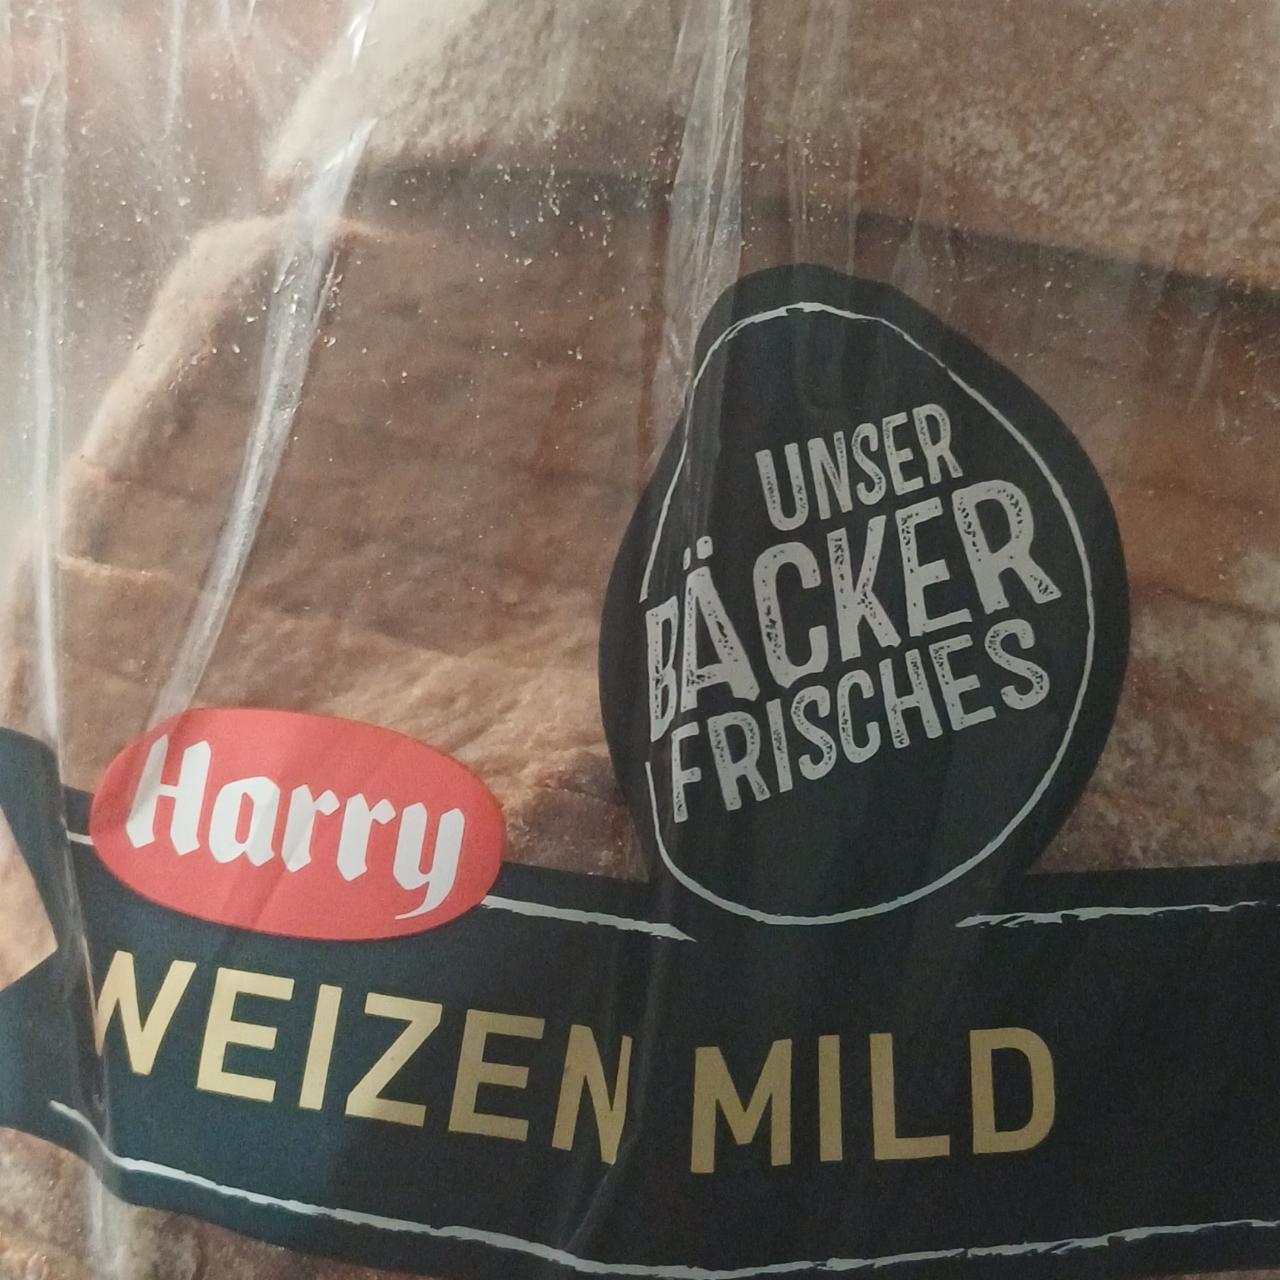 UNSER
BÄCKER
FRISCHES
Harry
WEIZEN MILD